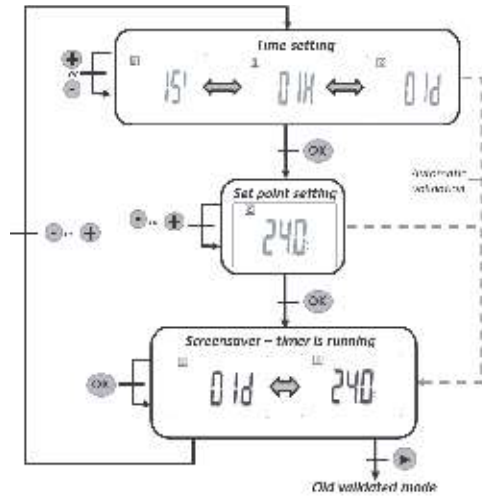 Time setting
15'
01H
01d
OK
Automatic
validation
Set point setting
240
OK
Screensaver – timer is running
OK
01d
240
Old validated mode